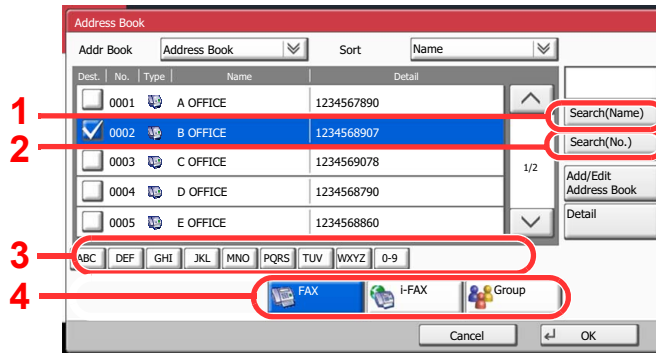 Address Book
Addr Book Address Book Sort Name
Dest. No. Type Name Detail
0001 A OFFICE 1234567890
0002 B OFFICE 1234568907
0003 C OFFICE 1234569078
0004 D OFFICE 1234568790
0005 E OFFICE 1234568860
1/2
1 Search(Name)
2 Search(No.)
Add/Edit
Address Book
Detail
3 ABC DEF GHI JKL MNO PQRS TUV WXYZ 0-9
4 FAX i-FAX Group
Cancel OK